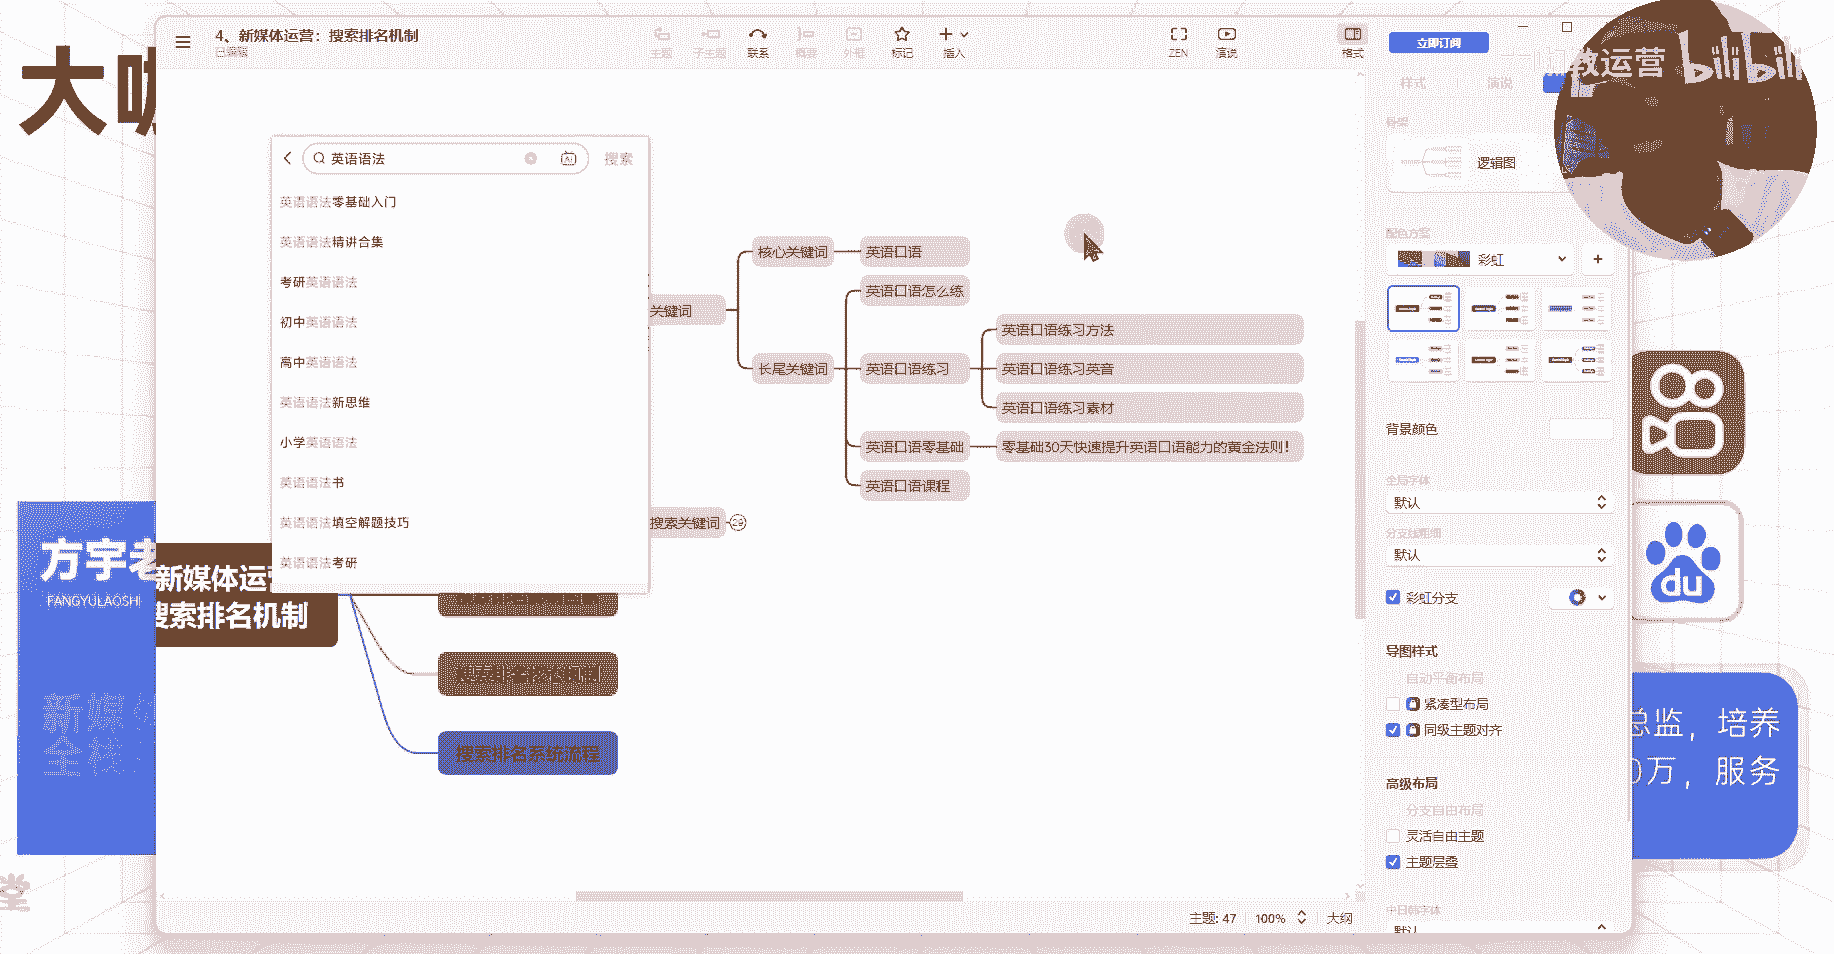 4、新媒体运营：搜索排名机制
已编辑
主题
子主题
联系
概要
外框
标记
插入
ZEN
演说
格式
立即订阅
教运营 bilibili
大咖
样式
演说
骨架
逻辑图
配色方案
彩虹
背景颜色
全局字体
默认
分支线粗细
默认
彩虹分支
导图样式
自动平衡布局
紧凑型布局
同级主题对齐
高级布局
分支自由布局
灵活自由主题
主题层叠
中日韩字体
默认
英语语法
搜索
英语语法零基础入门
英语语法精讲合集
考研英语语法
初中英语语法
高中英语语法
英语语法新思维
小学英语语法
英语语法书
英语语法填空解题技巧
英语语法考研
关键词
核心关键词
英语口语
长尾关键词
英语口语怎么练
英语口语练习
英语口语练习方法
英语口语练习英音
英语口语练习素材
英语口语零基础
零基础30天快速提升英语口语能力的黄金法则！
英语口语课程
搜索关键词
新媒体运营
搜索排名机制
搜索排名系统流程
方宇老
FANGYULAOSHI
新媒体
全栈
堂
du
总监，培养
0万，服务
主题: 47
100%
大纲